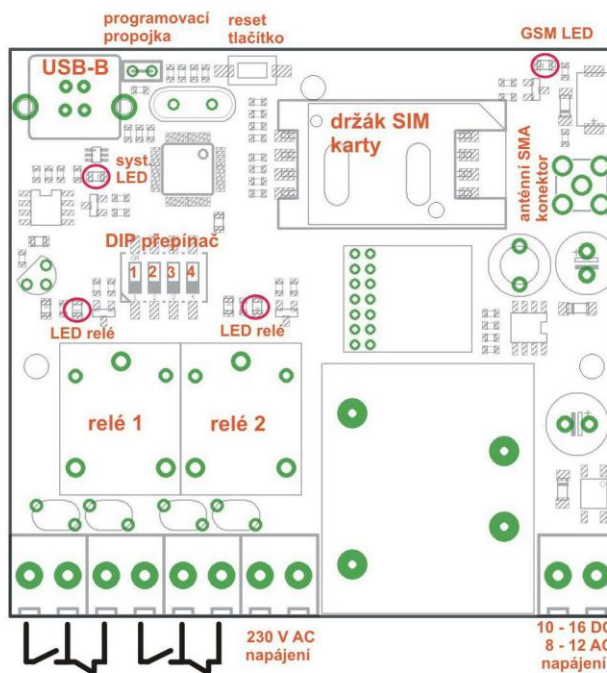 programovací
propojka
reset
tlačítko
GSM LED
USB-B
držák SIM
karty
syst.
LED
anténní SMA
konektor
DIP přepínač
1 2 3 4
LED relé
LED relé
relé 1
relé 2
230 V AC
napájení
10 - 16 DC
8 - 12 AC
napájení